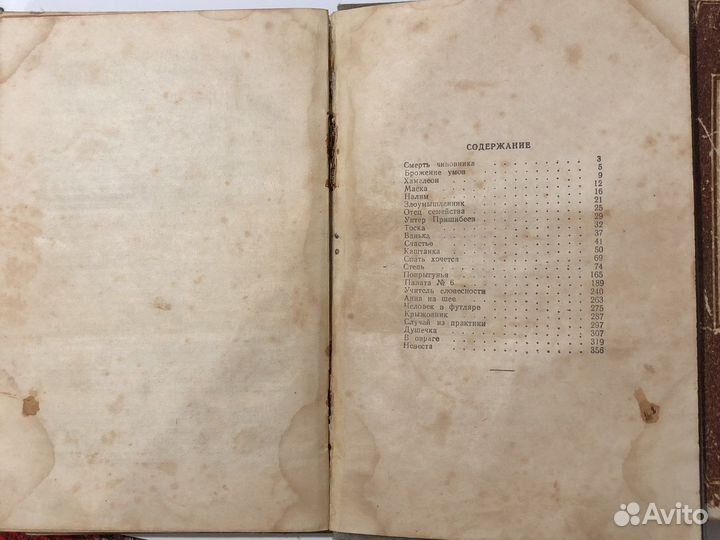 СОДЕРЖАНИЕ
Смерть чиновника . . . . . . . . . . 3
Брожение умов . . . . . . . . . . 5
Хамелеон . . . . . . . . . . 9
Маска . . . . . . . . . . 12
Налим . . . . . . . . . . 16
Злоумышленник . . . . . . . . . . 21
Отец семейства . . . . . . . . . . 25
Унтер Пришибеев . . . . . . . . . . 29
Тоска . . . . . . . . . . 32
Ванька . . . . . . . . . . 37
Счастье . . . . . . . . . . 41
Каштанка . . . . . . . . . . 50
Спать хочется . . . . . . . . . . 69
Степь . . . . . . . . . . 74
Попрыгунья . . . . . . . . . . 165
Палата № 6 . . . . . . . . . . 189
Учитель словесности . . . . . . . . . . 240
Анна на шее . . . . . . . . . . 263
Человек в футляре . . . . . . . . . . 275
Крыжовник . . . . . . . . . . 287
Случай из практики . . . . . . . . . . 297
Душечка . . . . . . . . . . 307
В овраге . . . . . . . . . . 319
Невеста . . . . . . . . . . 356
Avito